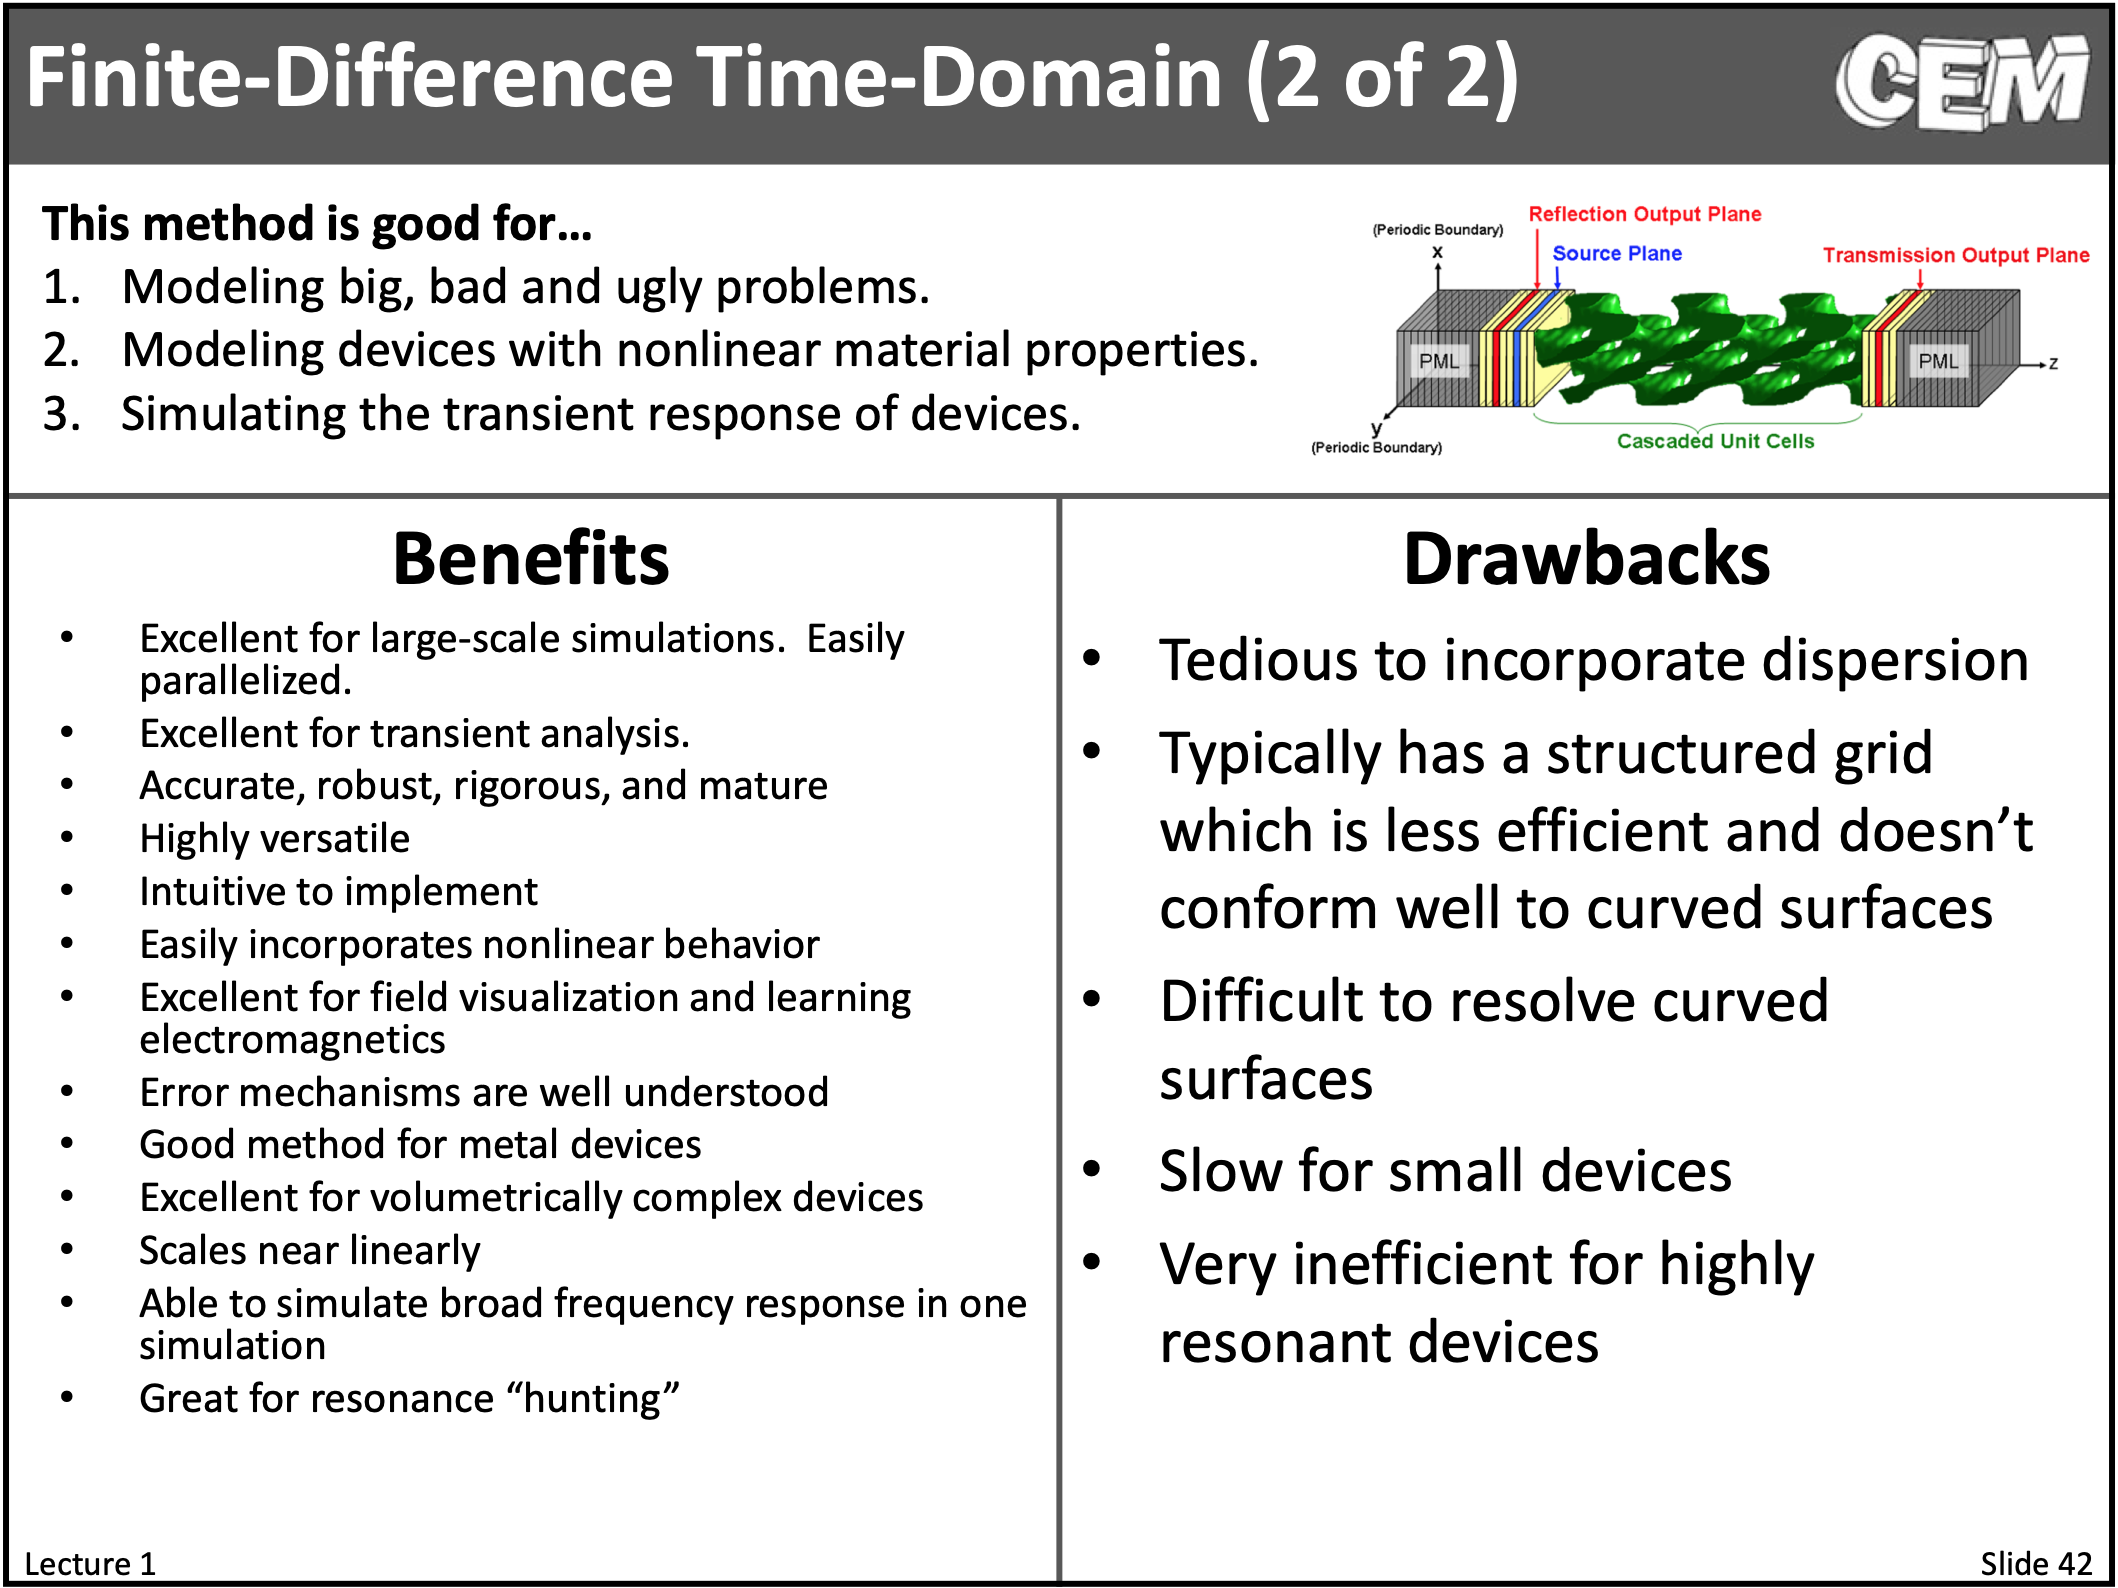 Finite-Difference Time-Domain (2 of 2)
CEM
This method is good for…
1. Modeling big, bad and ugly problems.
2. Modeling devices with nonlinear material properties.
3. Simulating the transient response of devices.
Reflection Output Plane
(Periodic Boundary)
x
Source Plane
Transmission Output Plane
PML
PML
z
y
(Periodic Boundary)
Cascaded Unit Cells
Benefits
• Excellent for large-scale simulations.  Easily
parallelized.
• Excellent for transient analysis.
• Accurate, robust, rigorous, and mature
• Highly versatile
• Intuitive to implement
• Easily incorporates nonlinear behavior
• Excellent for field visualization and learning
electromagnetics
• Error mechanisms are well understood
• Good method for metal devices
• Excellent for volumetrically complex devices
• Scales near linearly
• Able to simulate broad frequency response in one
simulation
• Great for resonance “hunting”
Drawbacks
• Tedious to incorporate dispersion
• Typically has a structured grid
which is less efficient and doesn’t
conform well to curved surfaces
• Difficult to resolve curved
surfaces
• Slow for small devices
• Very inefficient for highly
resonant devices
Lecture 1
Slide 42